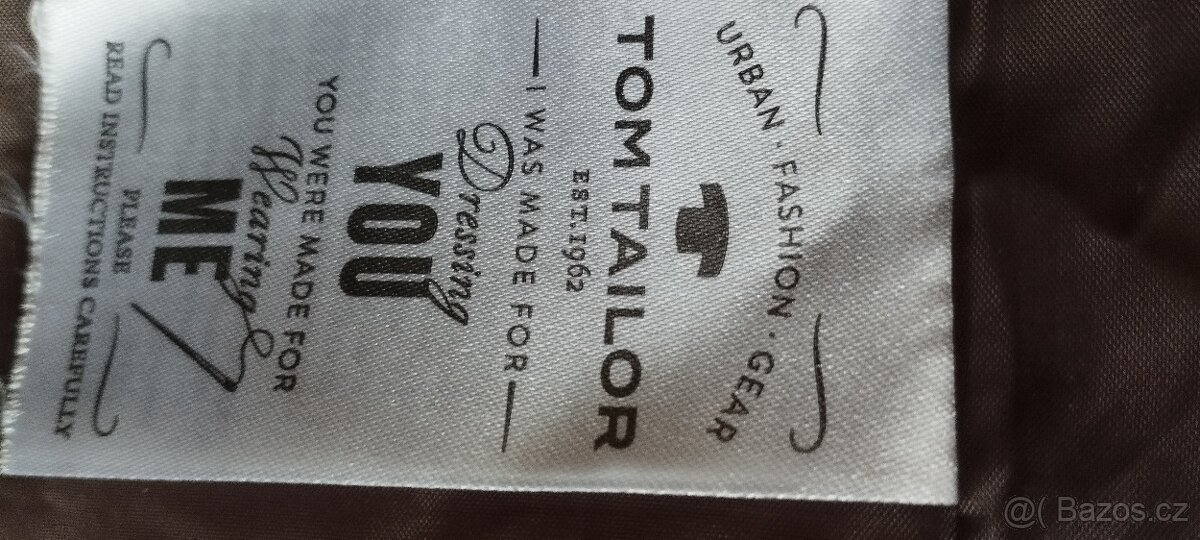 URBAN · FASHION · GEAR
TOM TAILOR
EST.1962
I WAS MADE FOR
Dressing
YOU
YOU WERE MADE FOR
Wearing
ME
PLEASE
READ INSTRUCTIONS CAREFULLY
@( Bazos.cz